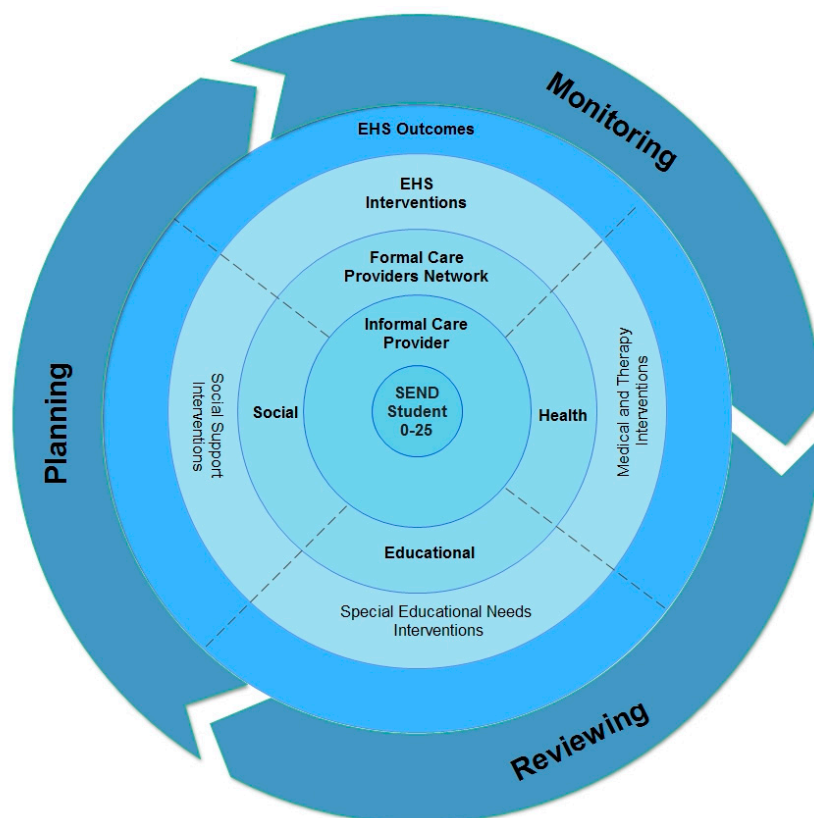 Monitoring
EHS Outcomes
EHS
Interventions
Formal Care
Providers Network
Informal Care
Provider
SEND
Student
0-25
Social
Health
Social Support
Interventions
Medical and Therapy
Interventions
Planning
Educational
Special Educational Needs
Interventions
Reviewing